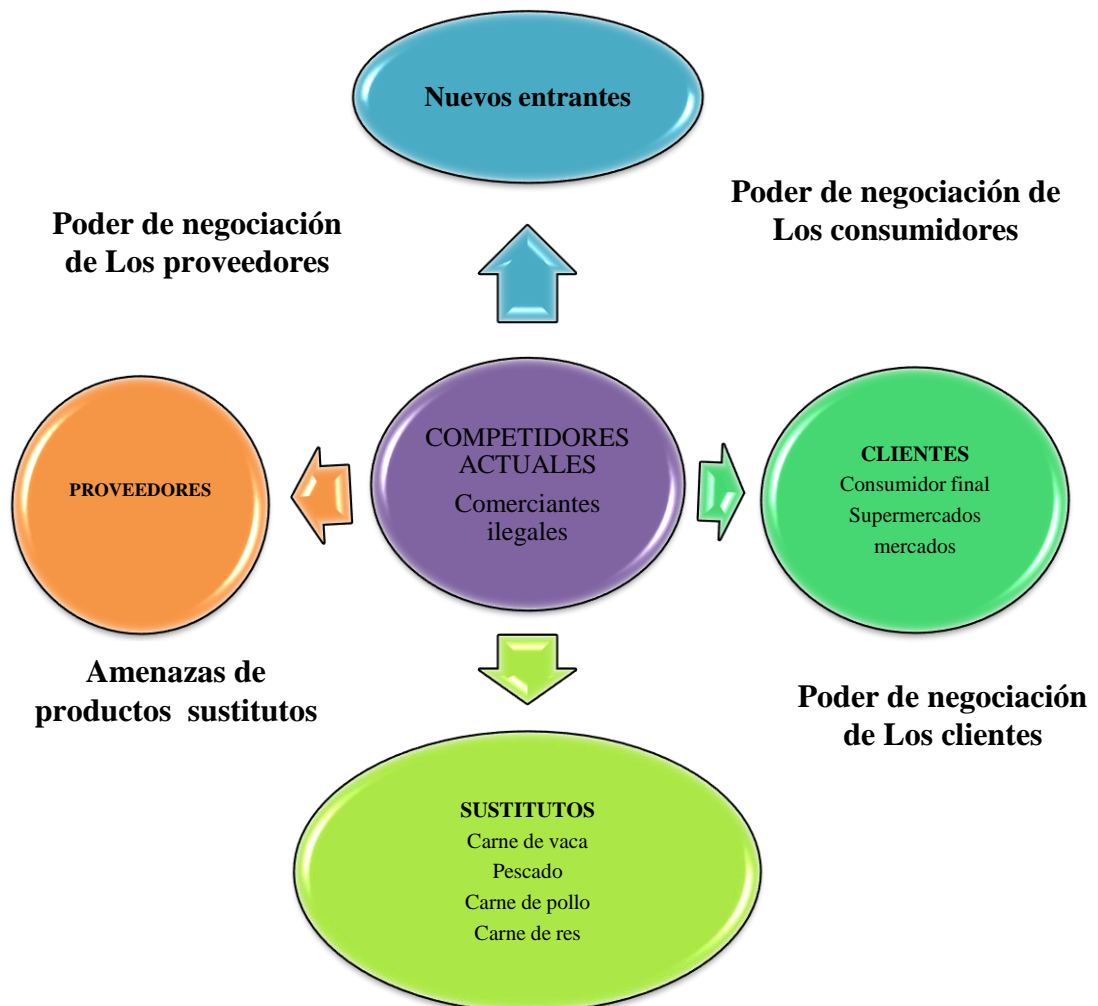 Nuevos entrantes
Poder de negociación de
Los consumidores
Poder de negociación
de Los proveedores
COMPETIDORES
ACTUALES
Comerciantes
ilegales
PROVEEDORES
CLIENTES
Consumidor final
Supermercados
mercados
Amenazas de
productos sustitutos
Poder de negociación
de Los clientes
SUSTITUTOS
Carne de vaca
Pescado
Carne de pollo
Carne de res